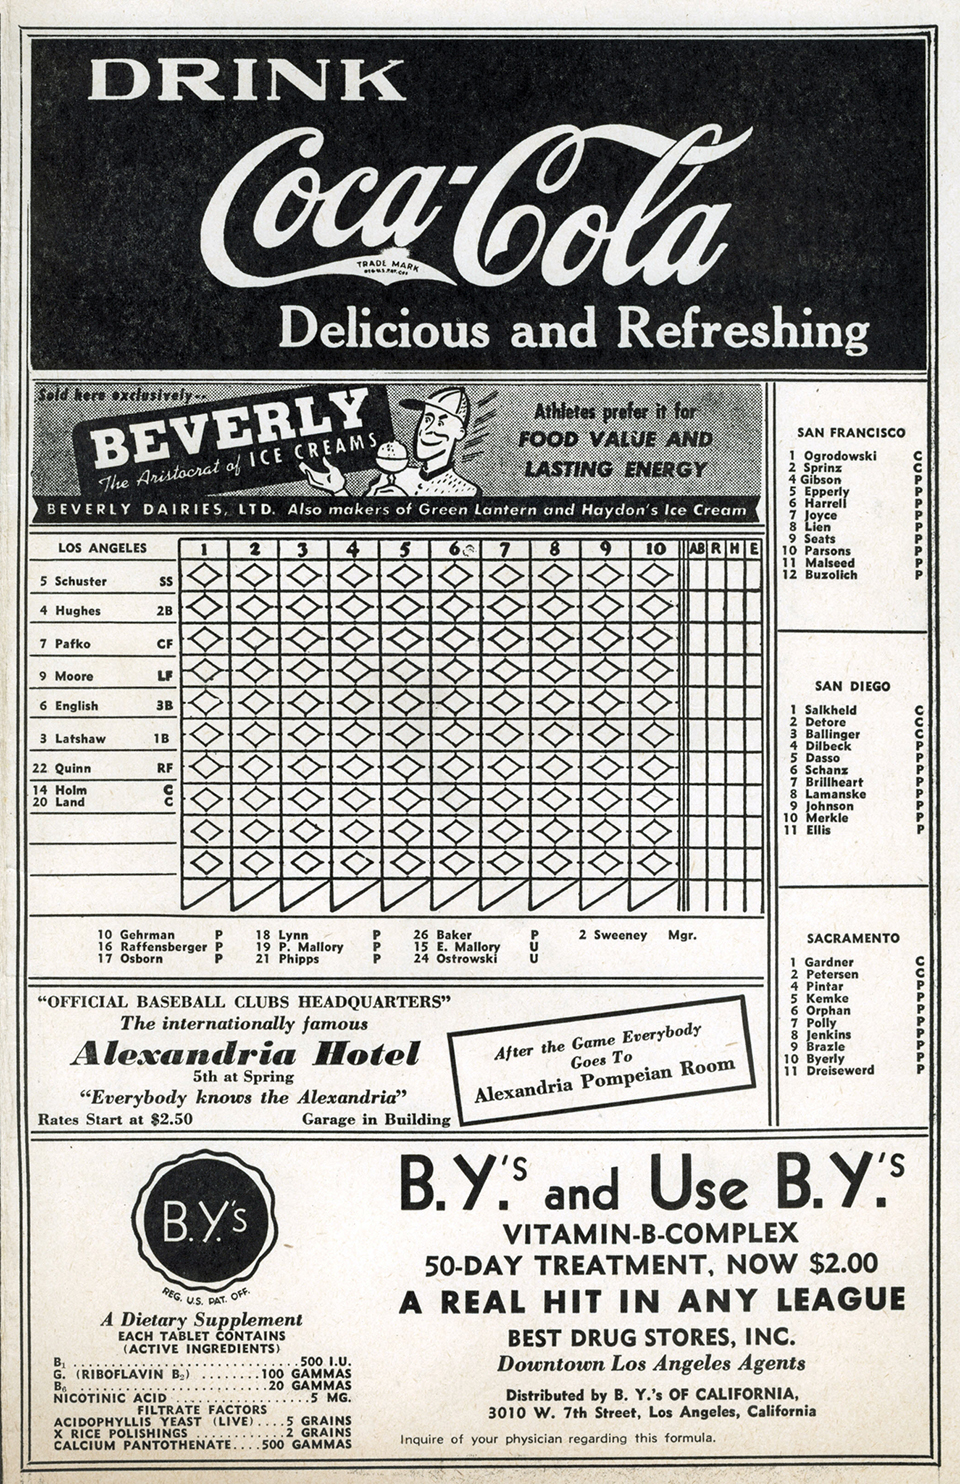 DRINK
Coca-Cola
TRADE MARK
REG. U.S. PAT. OFF.
Delicious and Refreshing
Sold here exclusively--
BEVERLY
The Aristocrat of ICE CREAMS
Athletes prefer it for
FOOD VALUE AND
LASTING ENERGY
BEVERLY DAIRIES, LTD. Also makers of Green Lantern and Haydon's Ice Cream
LOS ANGELES 1 2 3 4 5 6 7 8 9 10 AB R H E
5 Schuster SS
4 Hughes 2B
7 Pafko CF
9 Moore LF
6 English 3B
3 Latshaw 1B
22 Quinn RF
14 Holm C
20 Land C
10 Gehrman P 18 Lynn P 26 Baker P 2 Sweeney Mgr.
16 Raffensberger P 19 P. Mallory P 15 E. Mallory U
17 Osborn P 21 Phipps P 24 Ostrowski U
SAN FRANCISCO
1 Ogrodowski C
2 Sprinz C
4 Gibson P
5 Epperly P
6 Harrell P
7 Joyce P
8 Lien P
9 Seats P
10 Parsons P
11 Malseed P
12 Buzolich P
SAN DIEGO
1 Salkheld C
2 Detore C
3 Ballinger C
4 Dilbeck P
5 Dasso P
6 Schanz P
7 Brillheart P
8 Lamanske P
9 Johnson P
10 Merkle P
11 Ellis P
SACRAMENTO
1 Gardner C
2 Petersen C
4 Pintar P
5 Kemke P
6 Orphan P
7 Polly P
8 Jenkins P
9 Brazle P
10 Byerly P
11 Dreisewerd P
"OFFICIAL BASEBALL CLUBS HEADQUARTERS"
The internationally famous
Alexandria Hotel
5th at Spring
"Everybody knows the Alexandria"
Rates Start at $2.50 Garage in Building
After the Game Everybody
Goes To
Alexandria Pompeian Room
B.Y.'s
REG. U.S. PAT. OFF.
A Dietary Supplement
EACH TABLET CONTAINS
(ACTIVE INGREDIENTS)
B₁ ........................500 I.U.
G. (RIBOFLAVIN B₂) ........100 GAMMAS
B₆ ........................20 GAMMAS
NICOTINIC ACID ................5 MG.
FILTRATE FACTORS
ACIDOPHYLLIS YEAST (LIVE)....5 GRAINS
X RICE POLISHINGS ...........2 GRAINS
CALCIUM PANTOTHENATE....500 GAMMAS
B.Y.'s and Use B.Y.'s
VITAMIN-B-COMPLEX
50-DAY TREATMENT, NOW $2.00
A REAL HIT IN ANY LEAGUE
BEST DRUG STORES, INC.
Downtown Los Angeles Agents
Distributed by B. Y.'s OF CALIFORNIA,
3010 W. 7th Street, Los Angeles, California
Inquire of your physician regarding this formula.